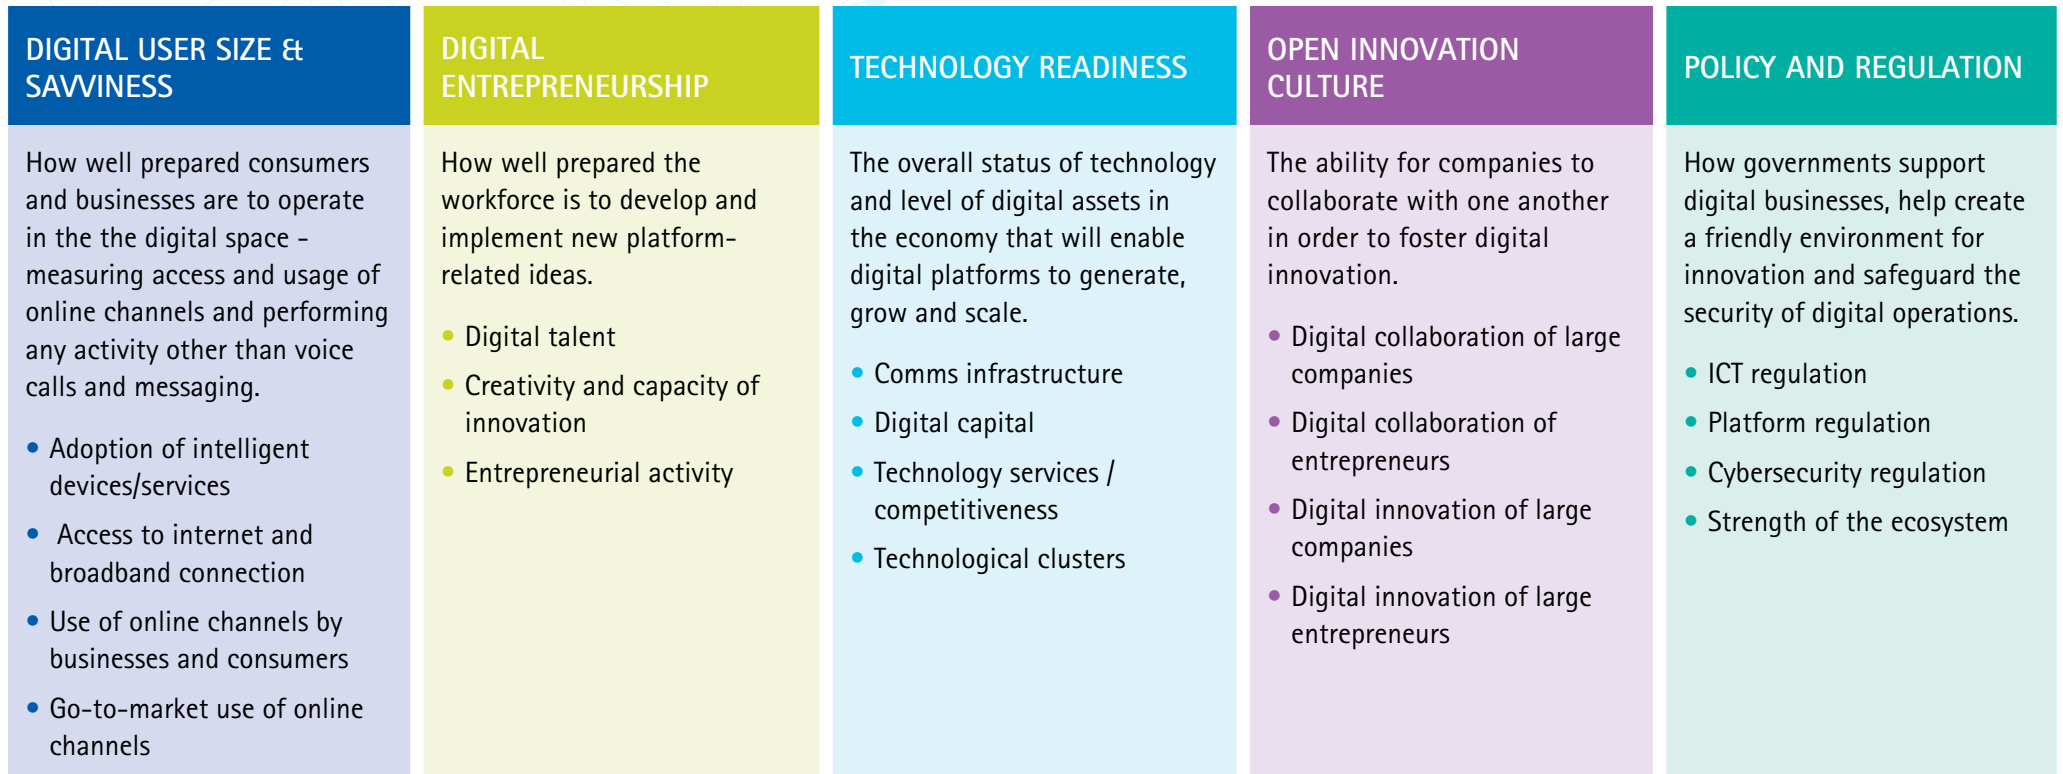 DIGITAL USER SIZE &
SAVVINESS
How well prepared consumers
and businesses are to operate
in the the digital space -
measuring access and usage of
online channels and performing
any activity other than voice
calls and messaging.
• Adoption of intelligent
devices/services
• Access to internet and
broadband connection
• Use of online channels by
businesses and consumers
• Go-to-market use of online
channels
DIGITAL
ENTREPRENEURSHIP
How well prepared the
workforce is to develop and
implement new platform-
related ideas.
• Digital talent
• Creativity and capacity of
innovation
• Entrepreneurial activity
TECHNOLOGY READINESS
The overall status of technology
and level of digital assets in
the economy that will enable
digital platforms to generate,
grow and scale.
• Comms infrastructure
• Digital capital
• Technology services /
competitiveness
• Technological clusters
OPEN INNOVATION
CULTURE
The ability for companies to
collaborate with one another
in order to foster digital
innovation.
• Digital collaboration of large
companies
• Digital collaboration of
entrepreneurs
• Digital innovation of large
companies
• Digital innovation of large
entrepreneurs
POLICY AND REGULATION
How governments support
digital businesses, help create
a friendly environment for
innovation and safeguard the
security of digital operations.
• ICT regulation
• Platform regulation
• Cybersecurity regulation
• Strength of the ecosystem